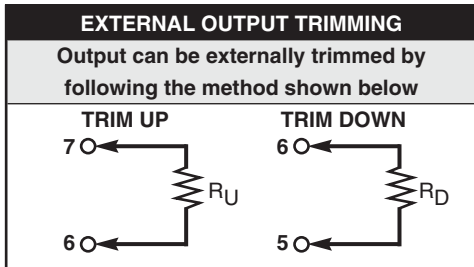 EXTERNAL OUTPUT TRIMMING
Output can be externally trimmed by
following the method shown below
TRIM UP
7
RU
6
TRIM DOWN
6
RD
5